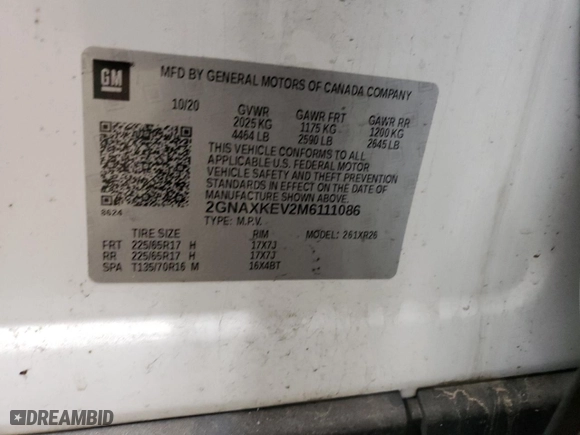 GM
MFD BY GENERAL MOTORS OF CANADA COMPANY
10/20 GVWR GAWR FRT GAWR RR
2025 KG 1175 KG 1200 KG
4464 LB 2590 LB 2645 LB
THIS VEHICLE CONFORMS TO ALL
APPLICABLE U.S. FEDERAL MOTOR
VEHICLE SAFETY AND THEFT PREVENTION
STANDARDS IN EFFECT ON THE DATE OF
MANUFACTURE SHOWN ABOVE.
8624 2GNAXKEV2M6111086
TYPE: M.P.V. MODEL: 261XR26
TIRE SIZE RIM
FRT 225/65R17 H 17X7J
RR 225/65R17 H 17X7J
SPA T135/70R16 M 16X4BT
DREAMBID